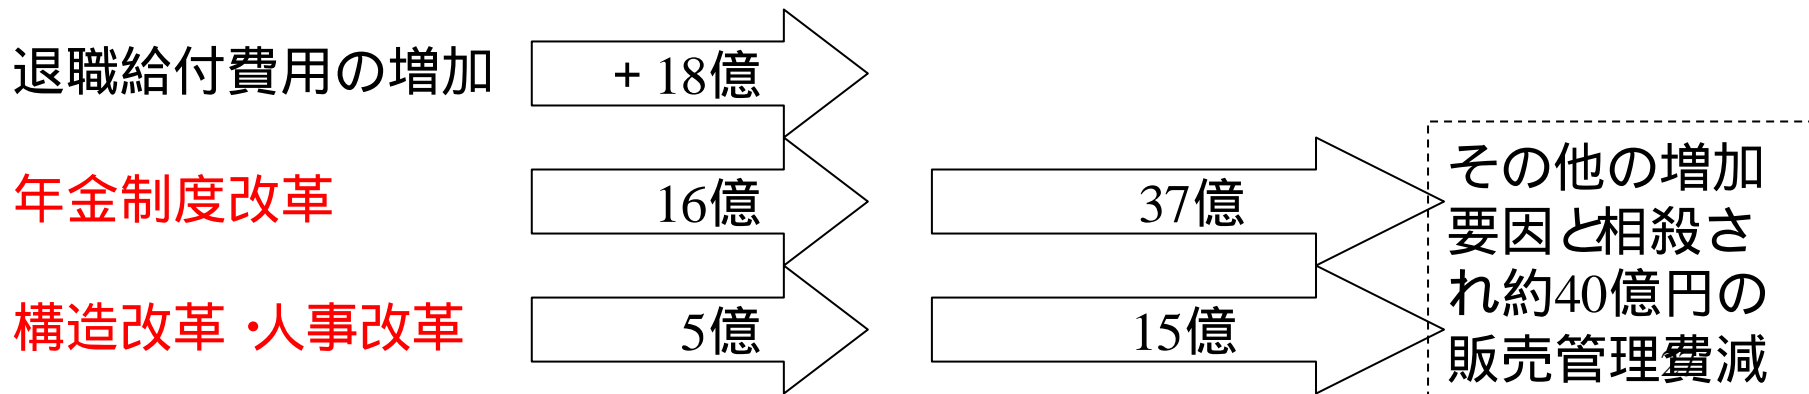 退職給付費用の増加 + 18億
年金制度改革 16億 37億
構造改革・人事改革 5億 15億
その他の増加
要因と相殺さ
れ約40億円の
販売管理費減